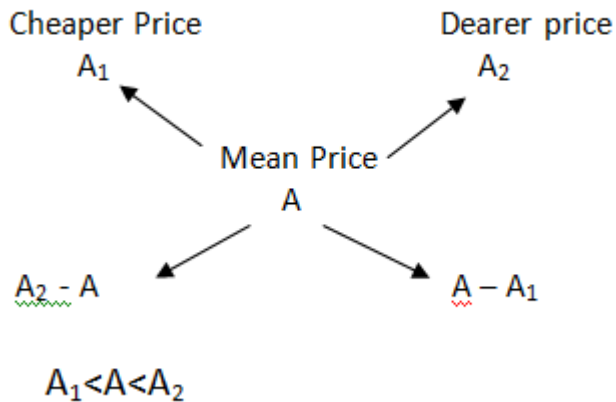 Cheaper Price Dearer price
A₁ A₂
Mean Price
A
A₂ - A A – A₁
A₁<A<A₂